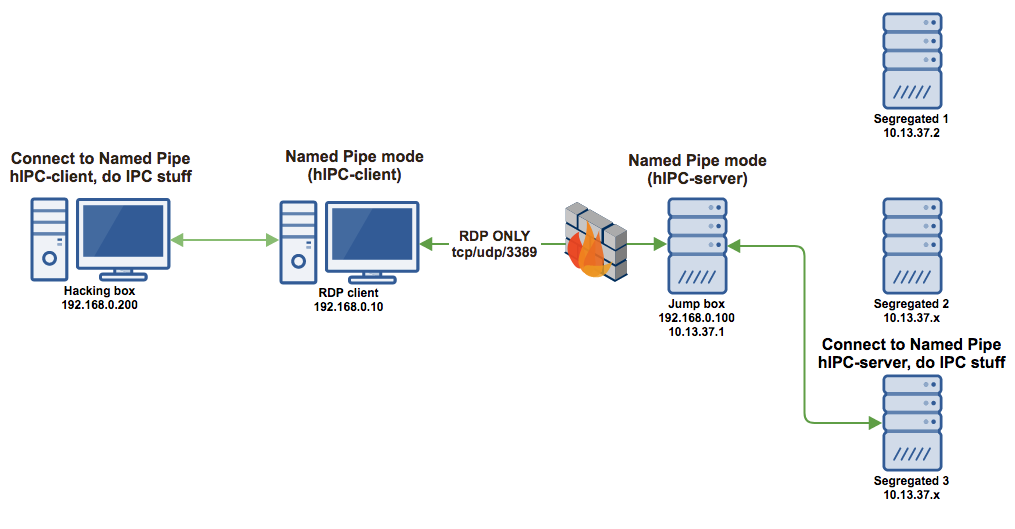 Segregated 1
10.13.37.2
Connect to Named Pipe
hIPC-client, do IPC stuff
Named Pipe mode
(hIPC-client)
Named Pipe mode
(hIPC-server)
RDP ONLY
tcp/udp/3389
Hacking box
192.168.0.200
RDP client
192.168.0.10
Jump box
192.168.0.100
10.13.37.1
Segregated 2
10.13.37.x
Connect to Named Pipe
hIPC-server, do IPC stuff
Segregated 3
10.13.37.x